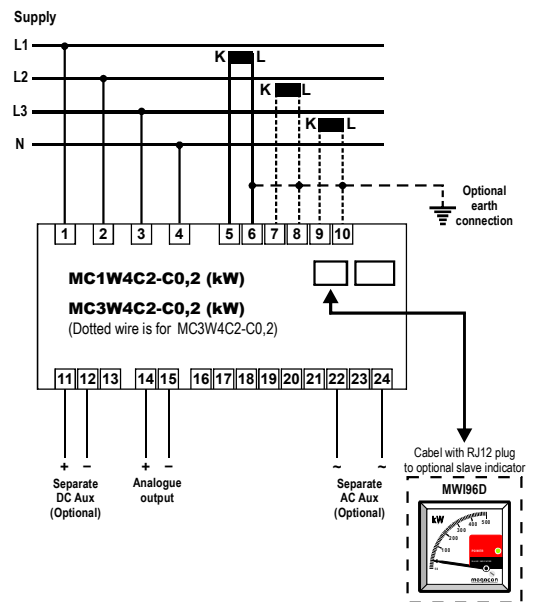 Supply
L1
K L
L2
K L
L3
K L
N
Optional
earth
connection
1 2 3 4 5 6 7 8 9 10
MC1W4C2-C0,2 (kW)
MC3W4C2-C0,2 (kW)
(Dotted wire is for MC3W4C2-C0,2)
11 12 13 14 15 16 17 18 19 20 21 22 23 24
+ − + − ~ ~
Separate
DC Aux
(Optional)
Analogue
output
Separate
AC Aux
(Optional)
Cabel with RJ12 plug
to optional slave indicator
MWI96D
kW
100
200
300
400
500
megacon